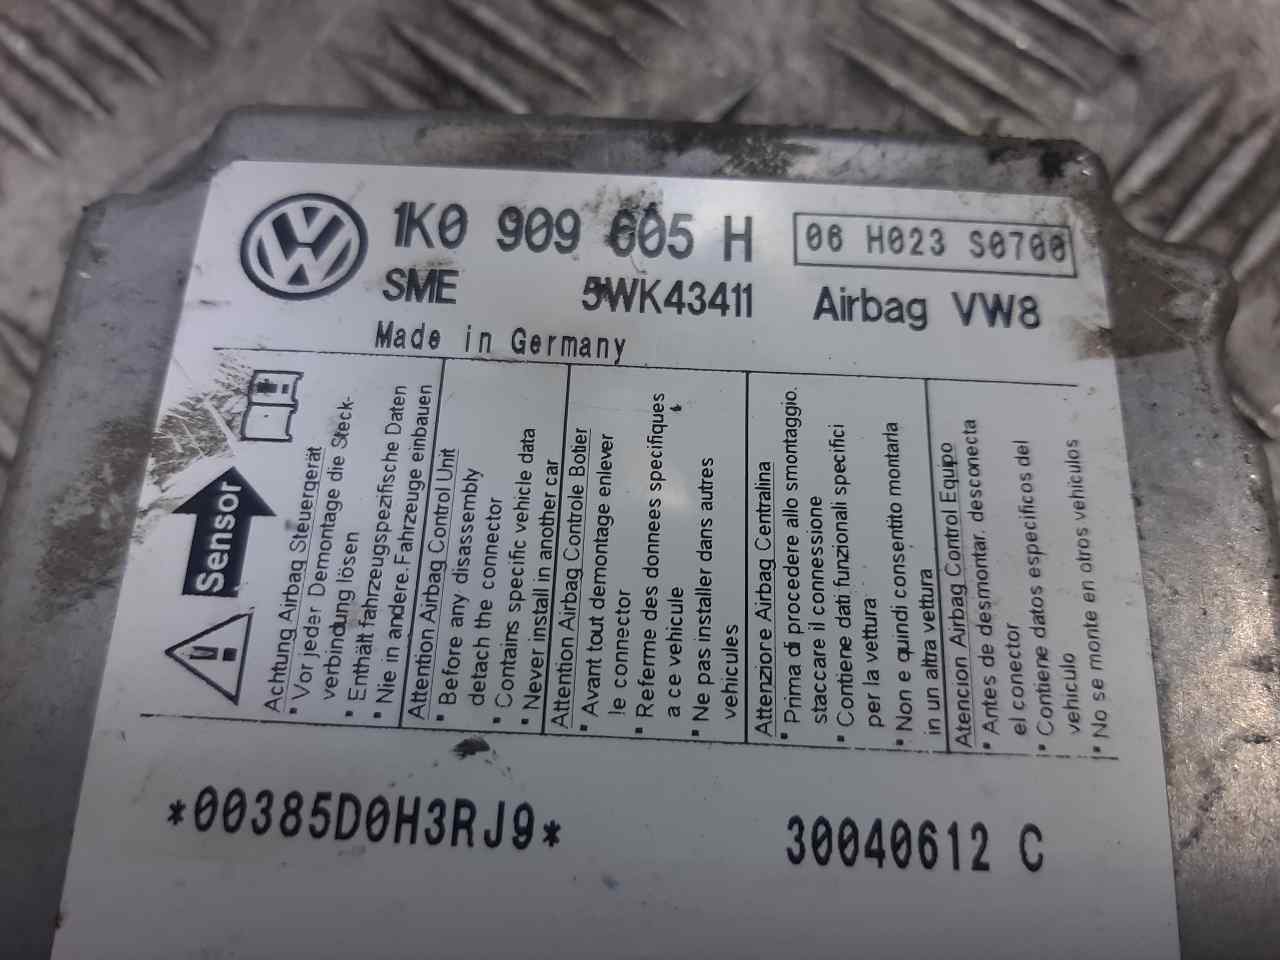 1K0 909 605 H
06 H023 S0700
SME 5WK43411 Airbag VW8
Made in Germany
Sensor
Achtung Airbag Steuergerät
• Vor jeder Demontage die Steck-
verbindung lösen
• Enthält fahrzeugspezifische Daten
• Nie in andere Fahrzeuge einbauen
Attention Airbag Control Unit
• Before any disassembly
detach the connector
• Contains specific vehicle data
• Never install in another car
Attention Airbag Controle Botier
• Avant tout demontage enlever
le connector
• Referme des donnees specifiques
a ce vehicule
• Ne pas installer dans autres
vehicules
Attenzione Airbag Centralina
• Prima di procedere allo smontaggio.
staccare il connessione
• Contiene dati funzionali specifici
per la vettura
• Non e quindi consentito montarla
in un altra vettura
Atencion Airbag Control Equipo
• Antes de desmontar, desconecta
el conector
• Contiene datos especificos del
vehiculo
• No se monte en otros vehiculos
*00385D0H3RJ9*
30040612 C